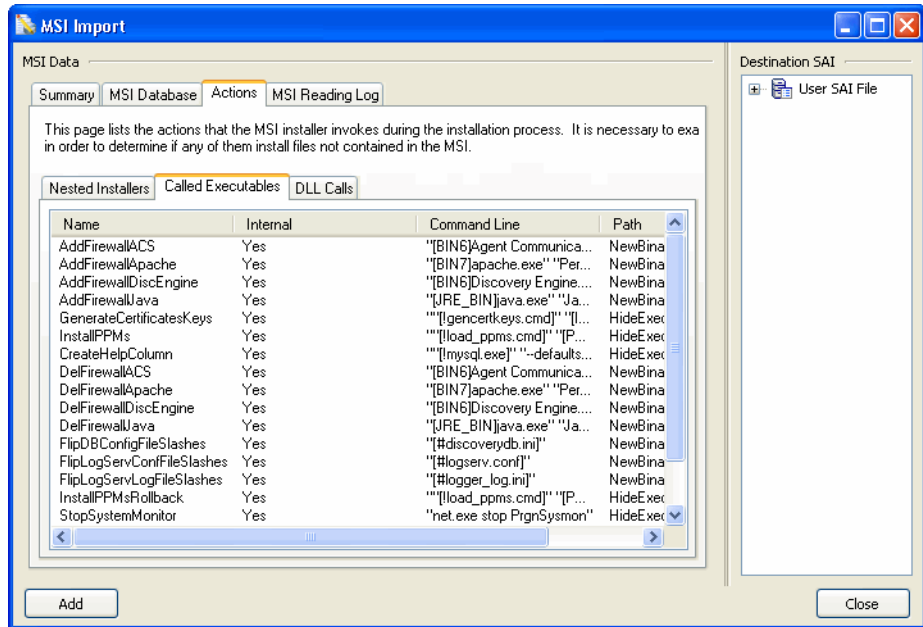 MSI Import
MSI Data
Destination SAI
Summary MSI Database Actions MSI Reading Log
User SAI File
This page lists the actions that the MSI installer invokes during the installation process. It is necessary to exa
in order to determine if any of them install files not contained in the MSI.
Nested Installers Called Executables DLL Calls
Name Internal Command Line Path
AddFirewallACS Yes "[BIN6]Agent Communica... NewBina
AddFirewallApache Yes "[BIN7]apache.exe" "Per... NewBina
AddFirewallDiscEngine Yes "[BIN6]Discovery Engine.... NewBina
AddFirewallJava Yes "[JRE_BIN]java.exe" "Ja... NewBina
GenerateCertificatesKeys Yes ""[!gencertkeys.cmd]" "[I... HideExec
InstallPPMs Yes ""[!load_ppms.cmd]" "[P... HideExec
CreateHelpColumn Yes ""[!mysql.exe]" "--defaults... HideExec
DelFirewallACS Yes "[BIN6]Agent Communica... NewBina
DelFirewallApache Yes "[BIN7]apache.exe" "Per... NewBina
DelFirewallDiscEngine Yes "[BIN6]Discovery Engine.... NewBina
DelFirewallJava Yes "[JRE_BIN]java.exe" "Ja... NewBina
FlipDBConfigFileSlashes Yes "[#discoverydb.ini]" NewBina
FlipLogServConfFileSlashes Yes "[#logserv.conf]" NewBina
FlipLogServLogFileSlashes Yes "[#logger_log.ini]" NewBina
InstallPPMsRollback Yes ""[!load_ppms.cmd]" "[P... HideExec
StopSystemMonitor Yes "net.exe stop PrgnSysmon" HideExec
Add Close